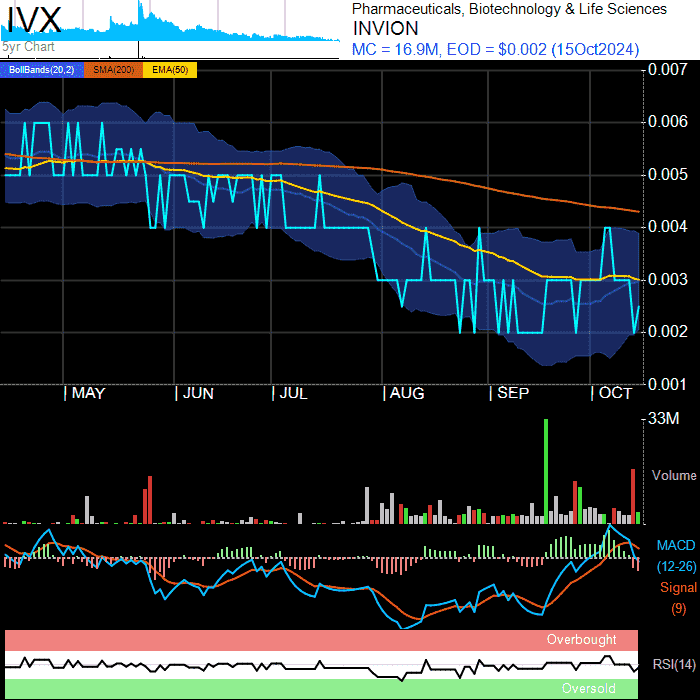 IVX
5yr Chart
Pharmaceuticals, Biotechnology & Life Sciences
INVION
MC = 16.9M, EOD = $0.002 (15Oct2024)
BollBands(20,2) SMA(200) EMA(50)
0.007
0.006
0.005
0.004
0.003
0.002
0.001
MAY JUN JUL AUG SEP OCT
33M
Volume
MACD
(12-26)
Signal
(9)
Overbought
RSI(14)
Oversold